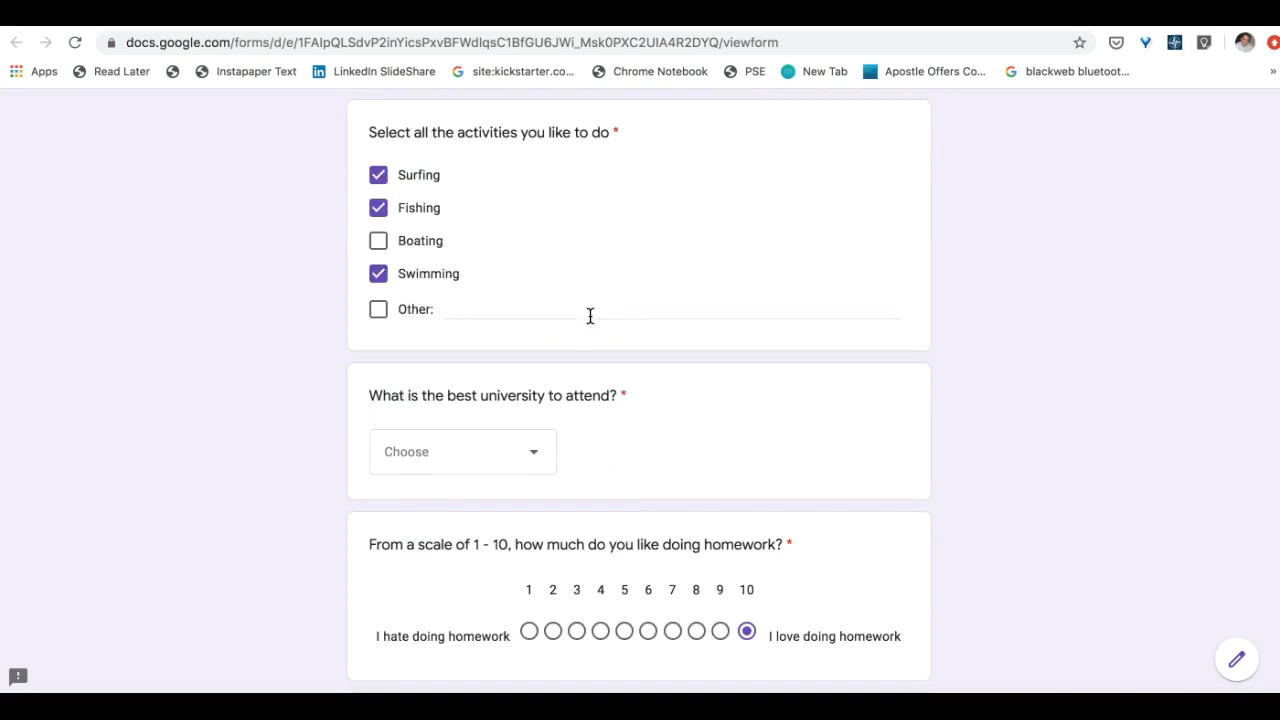 docs.google.com/forms/d/e/1FAIpQLSdvP2inYicsPxvBFWdlqsC1BfGU6JWi_Msk0PXC2UIA4R2DYQ/viewform
Apps Read Later Instapaper Text LinkedIn SlideShare site:kickstarter.co... Chrome Notebook PSE New Tab Apostle Offers Co... blackweb bluetoot... »
Select all the activities you like to do *
Surfing
Fishing
Boating
Swimming
Other:
What is the best university to attend? *
Choose
From a scale of 1 - 10, how much do you like doing homework? *
1 2 3 4 5 6 7 8 9 10
I hate doing homework I love doing homework